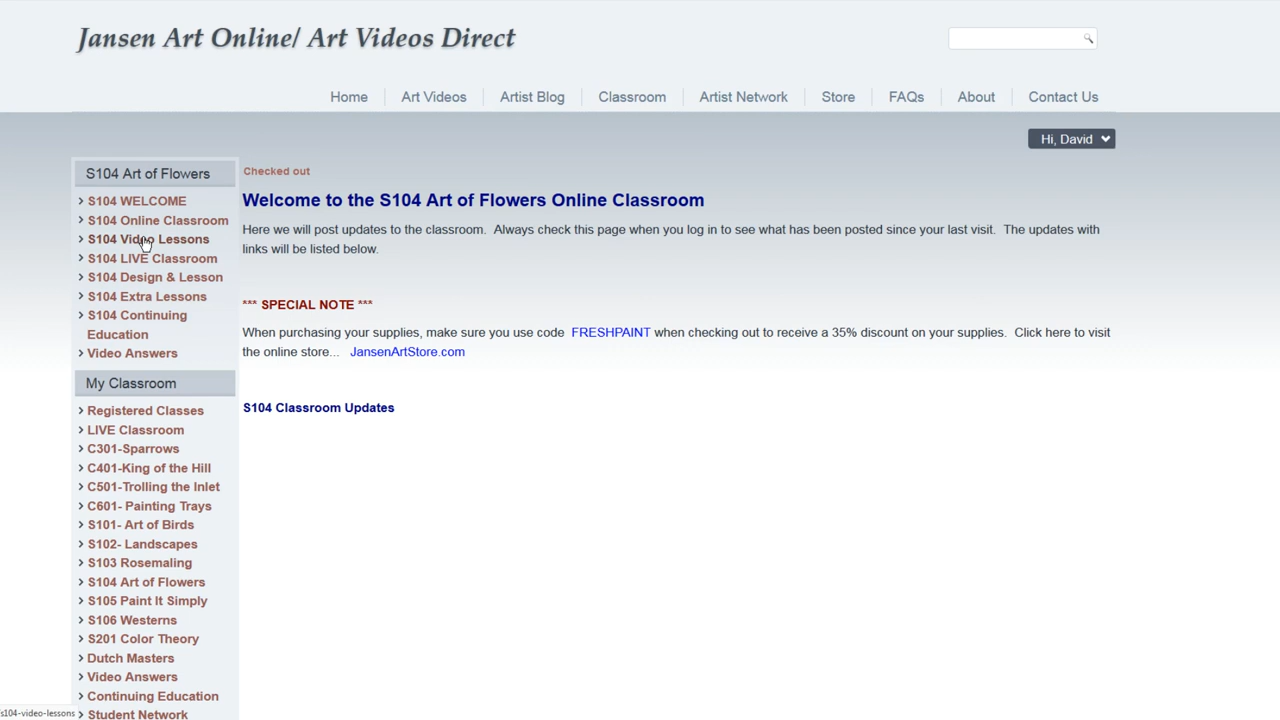 Jansen Art Online/ Art Videos Direct
Home
Art Videos
Artist Blog
Classroom
Artist Network
Store
FAQs
About
Contact Us
Hi, David
S104 Art of Flowers
S104 WELCOME
S104 Online Classroom
S104 Video Lessons
S104 LIVE Classroom
S104 Design & Lesson
S104 Extra Lessons
S104 Continuing
Education
Video Answers
My Classroom
Registered Classes
LIVE Classroom
C301-Sparrows
C401-King of the Hill
C501-Trolling the Inlet
C601- Painting Trays
S101- Art of Birds
S102- Landscapes
S103 Rosemaling
S104 Art of Flowers
S105 Paint It Simply
S106 Westerns
S201 Color Theory
Dutch Masters
Video Answers
Continuing Education
Student Network
Checked out
Welcome to the S104 Art of Flowers Online Classroom
Here we will post updates to the classroom. Always check this page when you log in to see what has been posted since your last visit. The updates with
links will be listed below.
*** SPECIAL NOTE ***
When purchasing your supplies, make sure you use code FRESHPAINT when checking out to receive a 35% discount on your supplies. Click here to visit
the online store... JansenArtStore.com
S104 Classroom Updates
s104-video-lessons